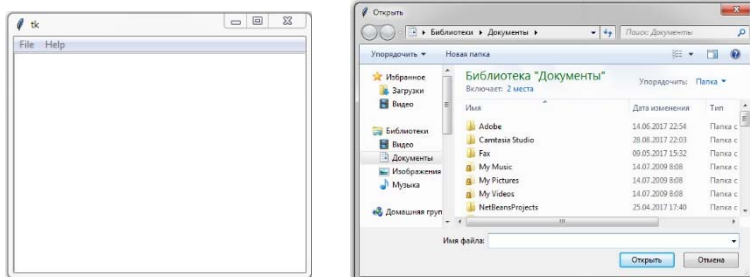 tk
File Help
Открыть
Библиотеки Документы
Поиск: Документы
Упорядочить Новая папка
Избранное
Загрузки
Видео
Библиотеки
Видео
Документы
Изображения
Музыка
Домашняя груп
Библиотека "Документы"
Включает: 2 места
Упорядочить: Папка
Имя Дата изменения Тип
Adobe 14.06.2017 22:54 Папка с
Camtasia Studio 28.08.2017 22:03 Папка с
Fax 09.05.2017 15:32 Папка с
My Music 14.07.2009 8:08 Папка с
My Pictures 14.07.2009 8:08 Папка с
My Videos 14.07.2009 8:08 Папка с
NetBeansProjects 25.04.2017 17:40 Папка с
Имя файла:
Открыть Отмена